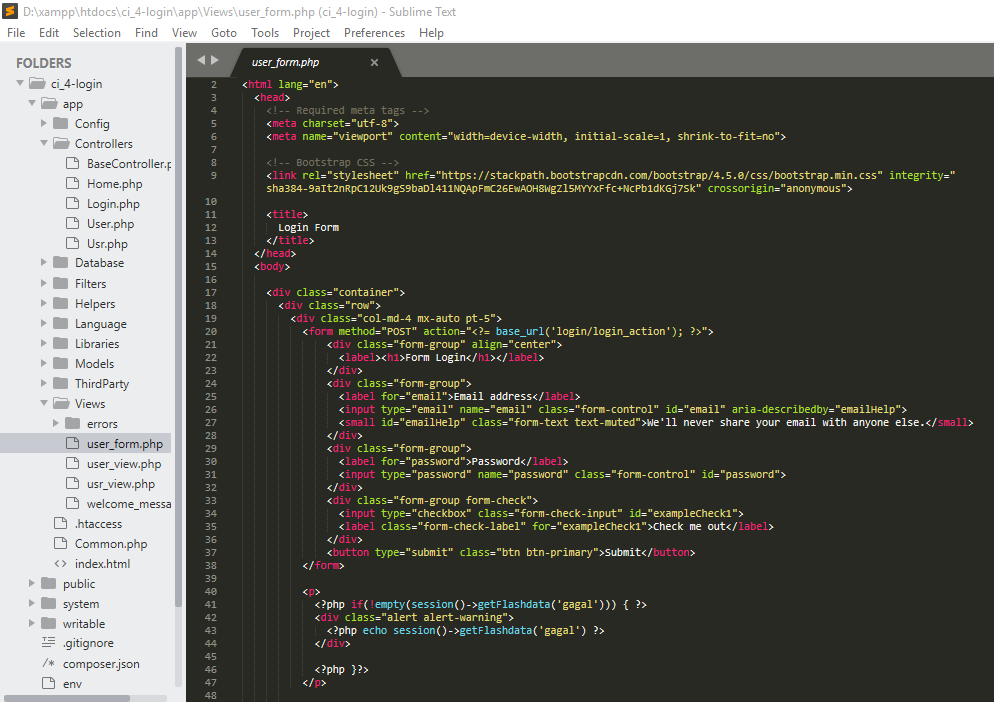 D:\xampp\htdocs\ci_4-login\app\Views\user_form.php (ci_4-login) - Sublime Text
File Edit Selection Find View Goto Tools Project Preferences Help
FOLDERS
ci_4-login
app
Config
Controllers
BaseController.p
Home.php
Login.php
User.php
Usr.php
Database
Filters
Helpers
Language
Libraries
Models
ThirdParty
Views
errors
user_form.php
user_view.php
usr_view.php
welcome_messa
.htaccess
Common.php
index.html
public
system
writable
.gitignore
composer.json
env
user_form.php
2 <html lang="en">
3 <head>
4 <!-- Required meta tags -->
5 <meta charset="utf-8">
6 <meta name="viewport" content="width=device-width, initial-scale=1, shrink-to-fit=no">
7
8 <!-- Bootstrap CSS -->
9 <link rel="stylesheet" href="https://stackpath.bootstrapcdn.com/bootstrap/4.5.0/css/bootstrap.min.css" integrity="
sha384-9aIt2nRpC12Uk9gS9baDl411NQApFmC26EwAOH8WgZl5MYYxFfc+NcPb1dKGj7Sk" crossorigin="anonymous">
10
11 <title>
12 Login Form
13 </title>
14 </head>
15 <body>
16
17 <div class="container">
18 <div class="row">
19 <div class="col-md-4 mx-auto pt-5">
20 <form method="POST" action="<?= base_url('login/login_action'); ?>">
21 <div class="form-group" align="center">
22 <label><h1>Form Login</h1></label>
23 </div>
24 <div class="form-group">
25 <label for="email">Email address</label>
26 <input type="email" name="email" class="form-control" id="email" aria-describedby="emailHelp">
27 <small id="emailHelp" class="form-text text-muted">We'll never share your email with anyone else.</small>
28 </div>
29 <div class="form-group">
30 <label for="password">Password</label>
31 <input type="password" name="password" class="form-control" id="password">
32 </div>
33 <div class="form-group form-check">
34 <input type="checkbox" class="form-check-input" id="exampleCheck1">
35 <label class="form-check-label" for="exampleCheck1">Check me out</label>
36 </div>
37 <button type="submit" class="btn btn-primary">Submit</button>
38 </form>
39
40 <p>
41 <?php if(!empty(session()->getFlashdata('gagal'))) { ?>
42 <div class="alert alert-warning">
43 <?php echo session()->getFlashdata('gagal') ?>
44 </div>
45
46 <?php }?>
47 </p>
48